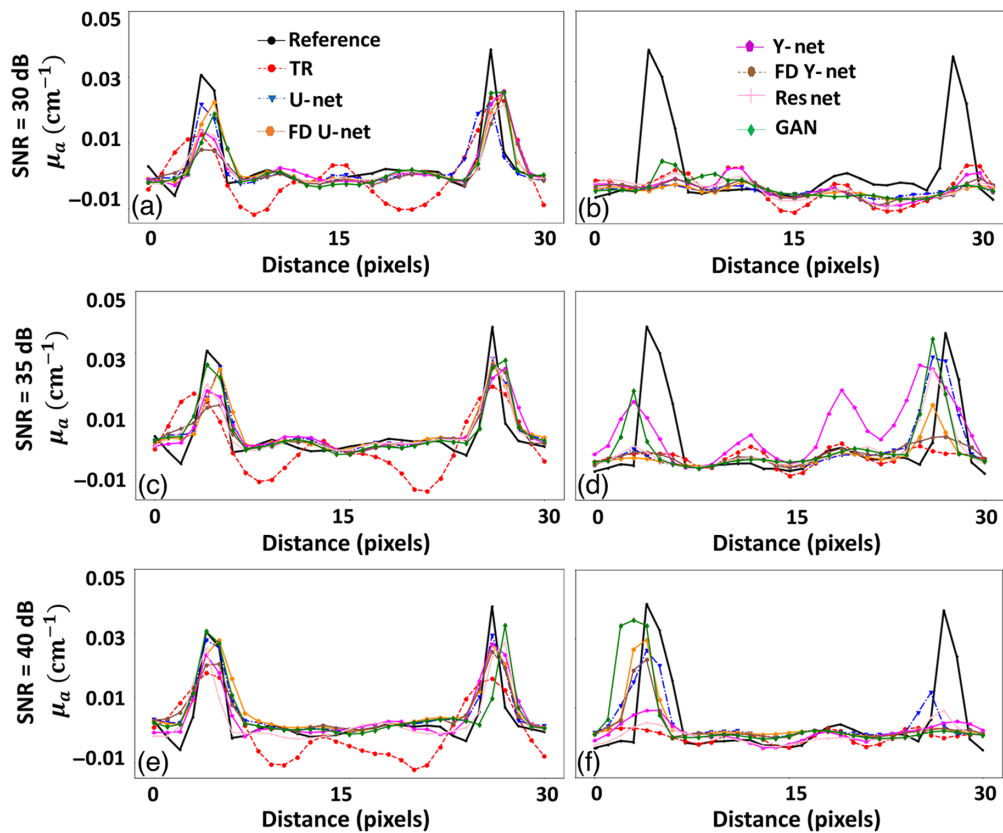 SNR = 30 dB
μa (cm−1)
0.05
0.03
0.01
−0.01
Reference
TR
U-net
FD U-net
(a)
0
15
30
Distance (pixels)
Y-net
FD Y-net
Res net
GAN
(b)
0
15
30
Distance (pixels)
SNR = 35 dB
μa (cm−1)
0.05
0.03
0.01
−0.01
(c)
0
15
30
Distance (pixels)
(d)
0
15
30
Distance (pixels)
SNR = 40 dB
μa (cm−1)
0.05
0.03
0.01
−0.01
(e)
0
15
30
Distance (pixels)
(f)
0
15
30
Distance (pixels)